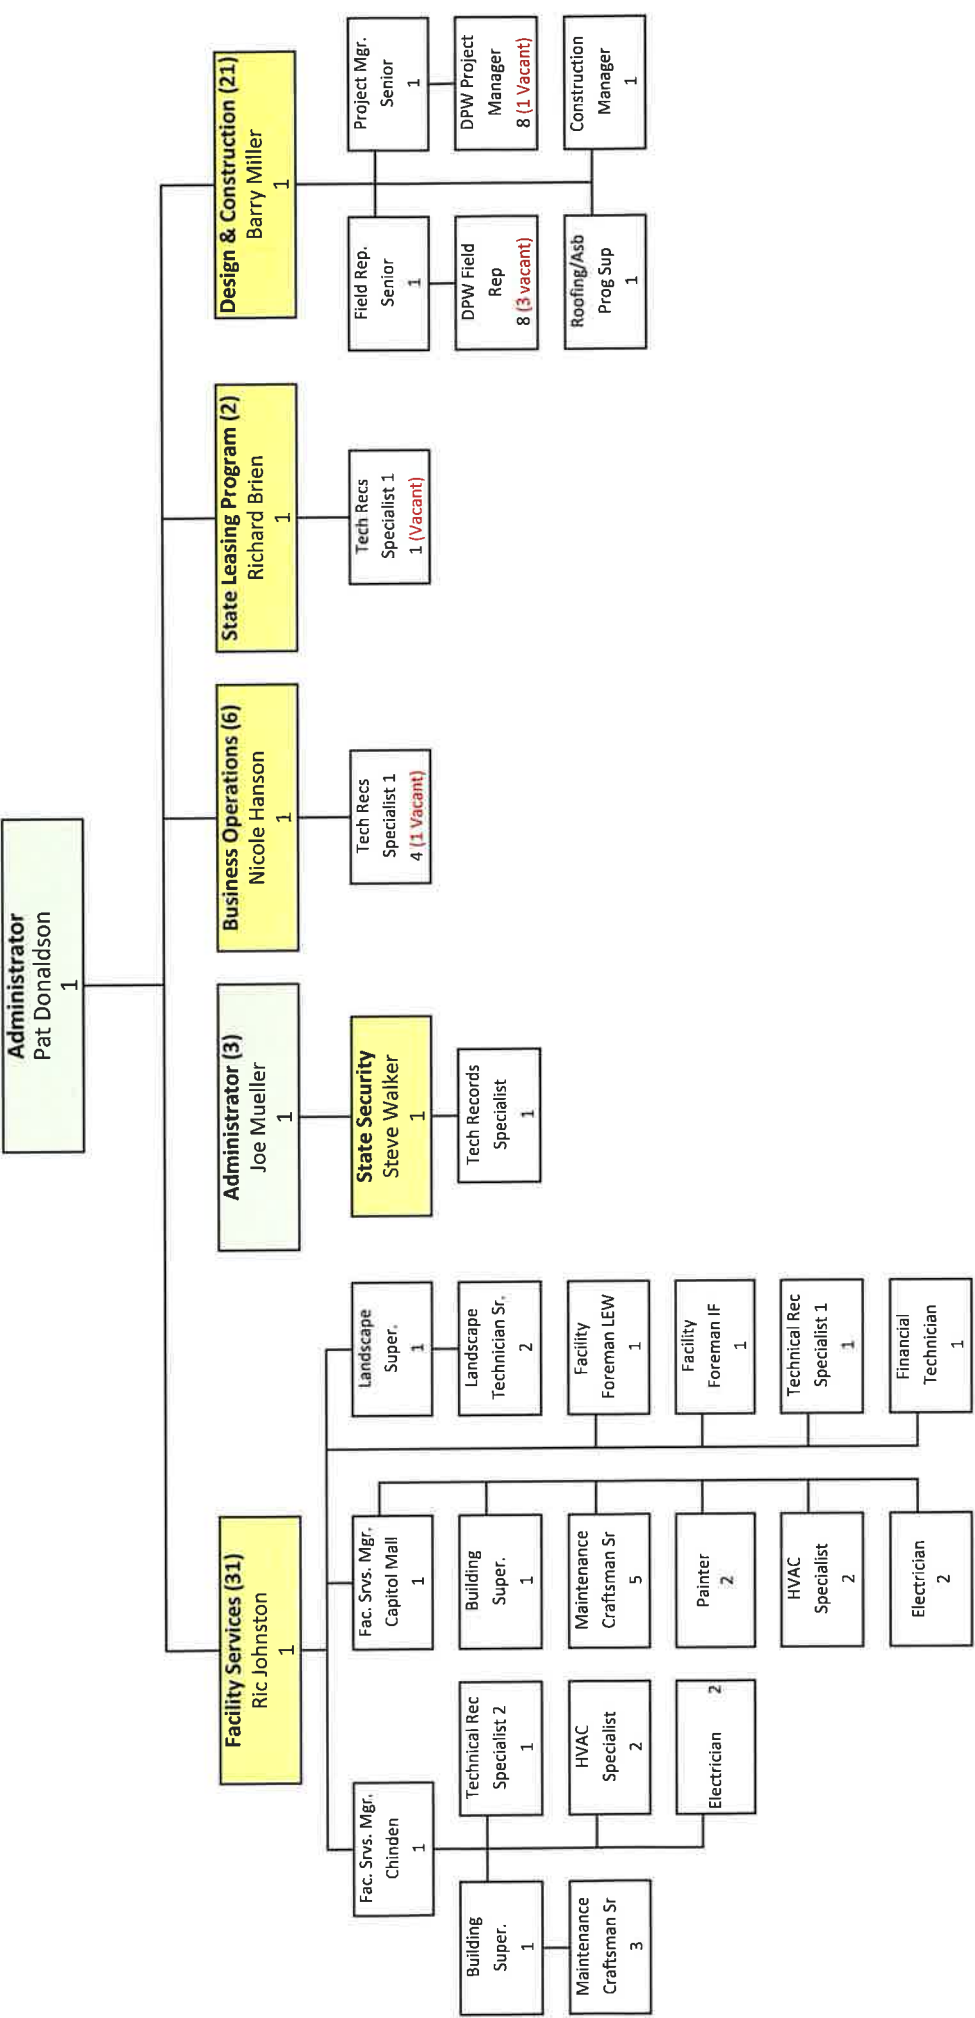 Administrator
Pat Donaldson
1
Facility Services (31)
Ric Johnston
1
Administrator (3)
Joe Mueller
1
Business Operations (6)
Nicole Hanson
1
State Leasing Program (2)
Richard Brien
1
Design & Construction (21)
Barry Miller
1
Fac. Srvs. Mgr.
Chinden
1
Building
Super.
1
Maintenance
Craftsman Sr
3
Technical Rec
Specialist 2
1
HVAC
Specialist
2
Electrician
2
Fac. Srvs. Mgr.
Capitol Mall
1
Building
Super.
1
Maintenance
Craftsman Sr
5
Painter
2
HVAC
Specialist
2
Electrician
2
Landscape
Super.
1
Landscape
Technician Sr.
2
Facility
Foreman LEW
1
Facility
Foreman IF
1
Technical Rec
Specialist 1
1
Financial
Technician
1
State Security
Steve Walker
1
Tech Records
Specialist
1
Tech Recs
Specialist 1
4 (1 Vacant)
Tech Recs
Specialist 1
1 (Vacant)
Field Rep.
Senior
1
DPW Field
Rep
8 (3 vacant)
Roofing/Asb
Prog Sup
1
Project Mgr.
Senior
1
DPW Project
Manager
8 (1 Vacant)
Construction
Manager
1